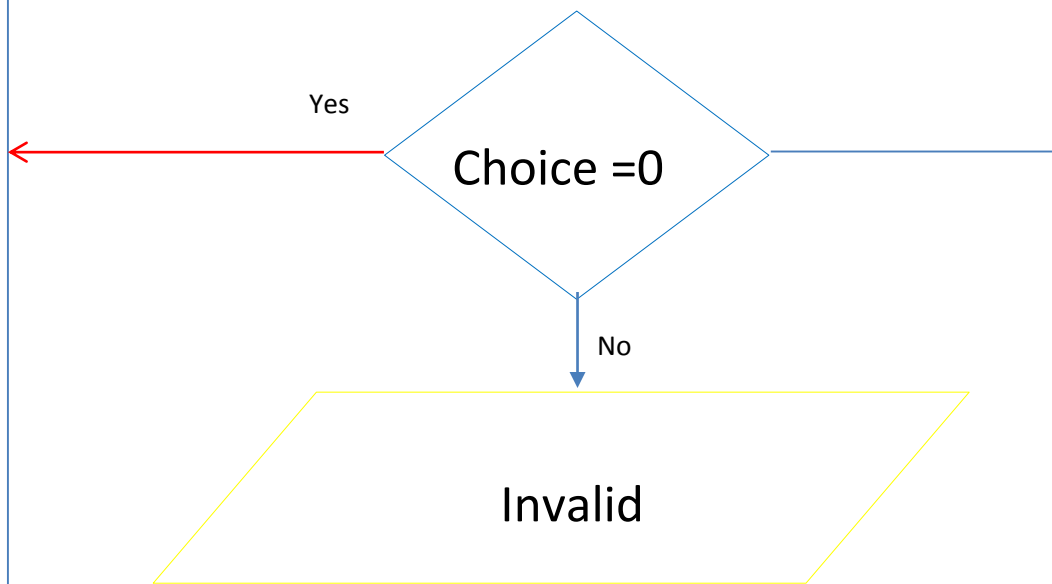 Yes
Choice =0
No
Invalid